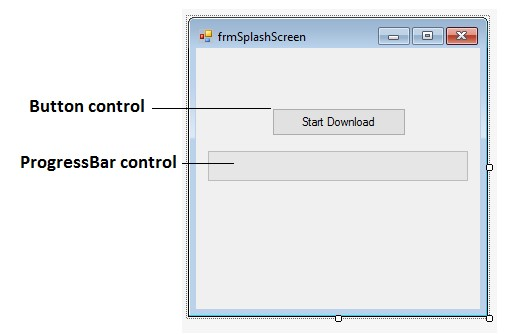 frmSplashScreen
Button control
Start Download
ProgressBar control